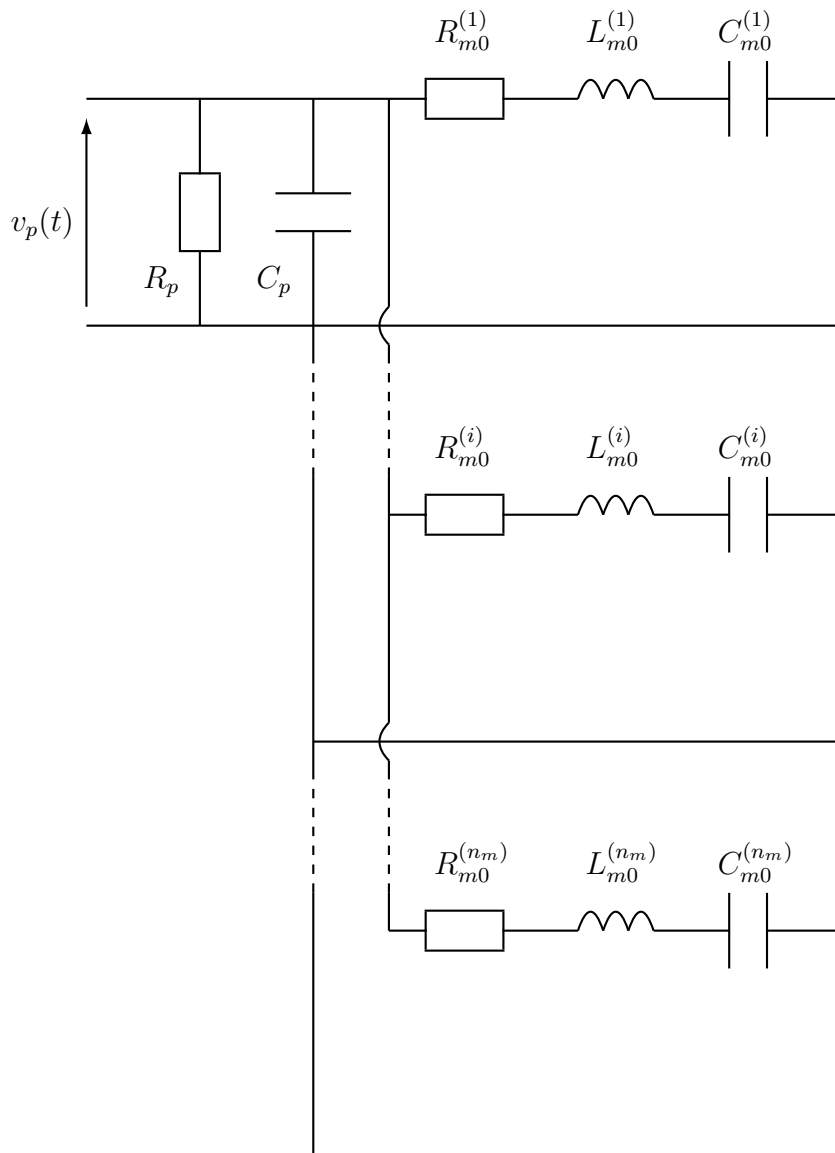 R_{m0}^{(1)} L_{m0}^{(1)} C_{m0}^{(1)}
v_p(t)
R_p C_p
R_{m0}^{(i)} L_{m0}^{(i)} C_{m0}^{(i)}
R_{m0}^{(n_m)} L_{m0}^{(n_m)} C_{m0}^{(n_m)}